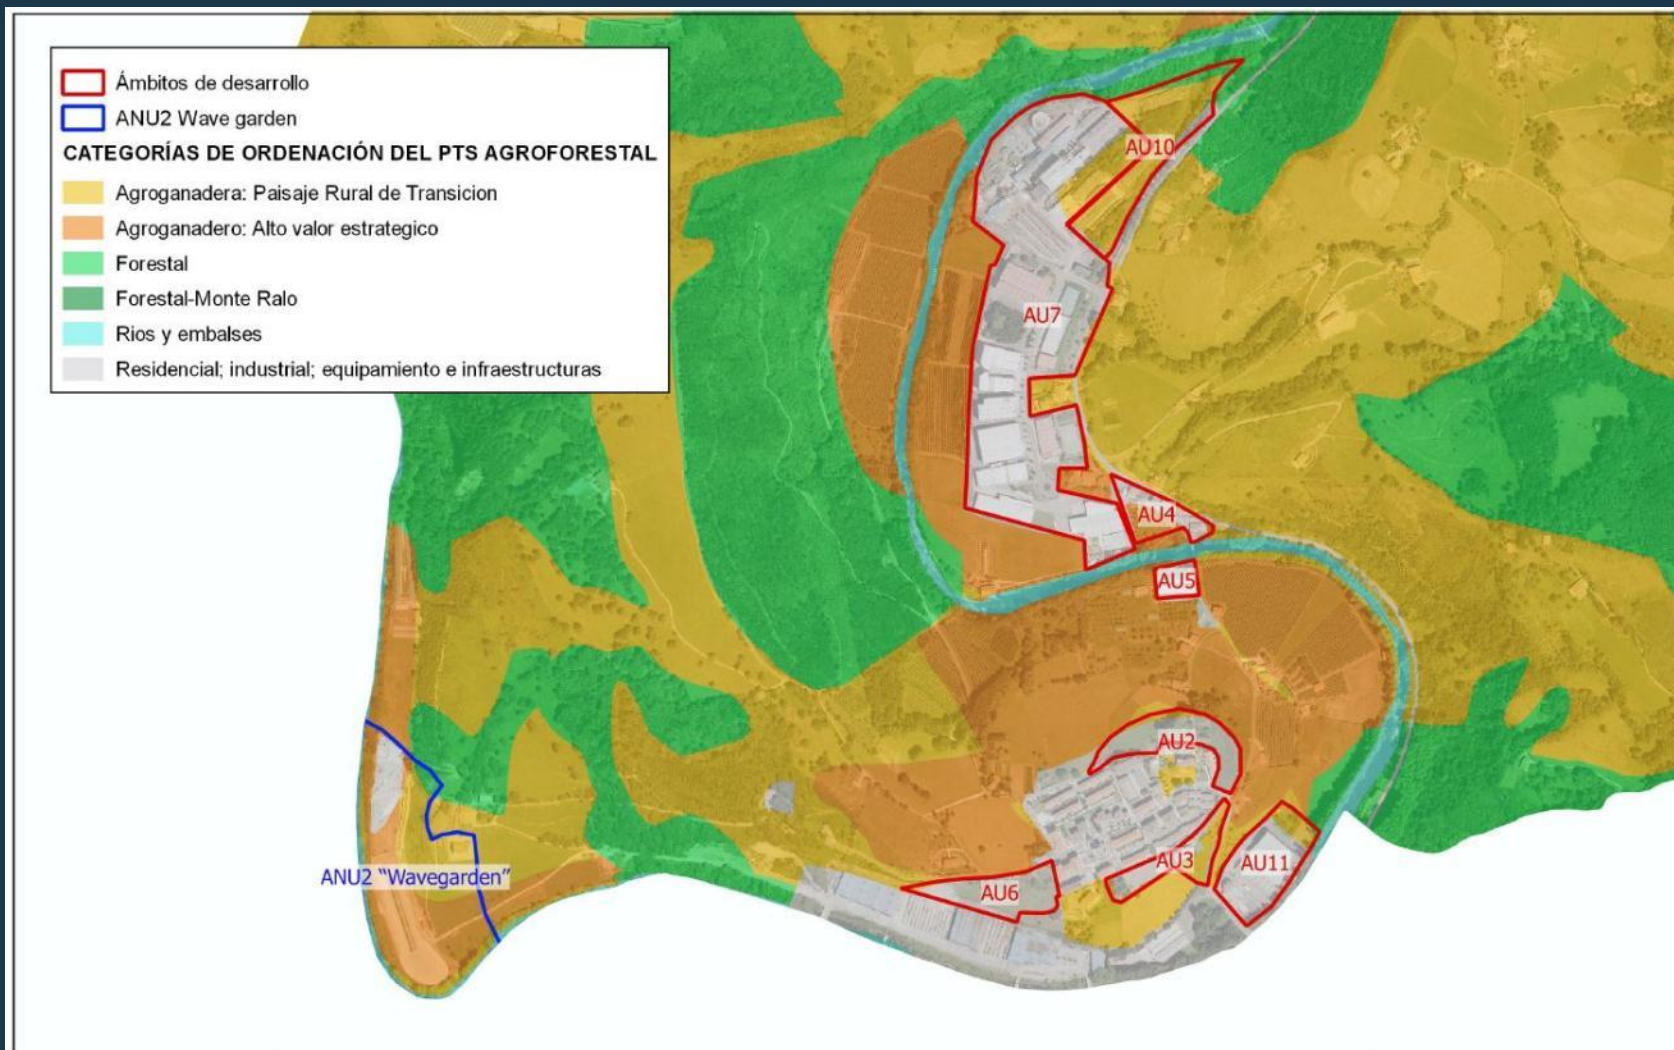 Ámbitos de desarrollo
ANU2 Wave garden
CATEGORÍAS DE ORDENACIÓN DEL PTS AGROFORESTAL
Agroganadera: Paisaje Rural de Transicion
Agroganadero: Alto valor estrategico
Forestal
Forestal-Monte Ralo
Rios y embalses
Residencial; industrial; equipamiento e infraestructuras
AU10
AU7
AU4
AU5
AU2
AU3
AU11
ANU2 "Wavegarden"
AU6